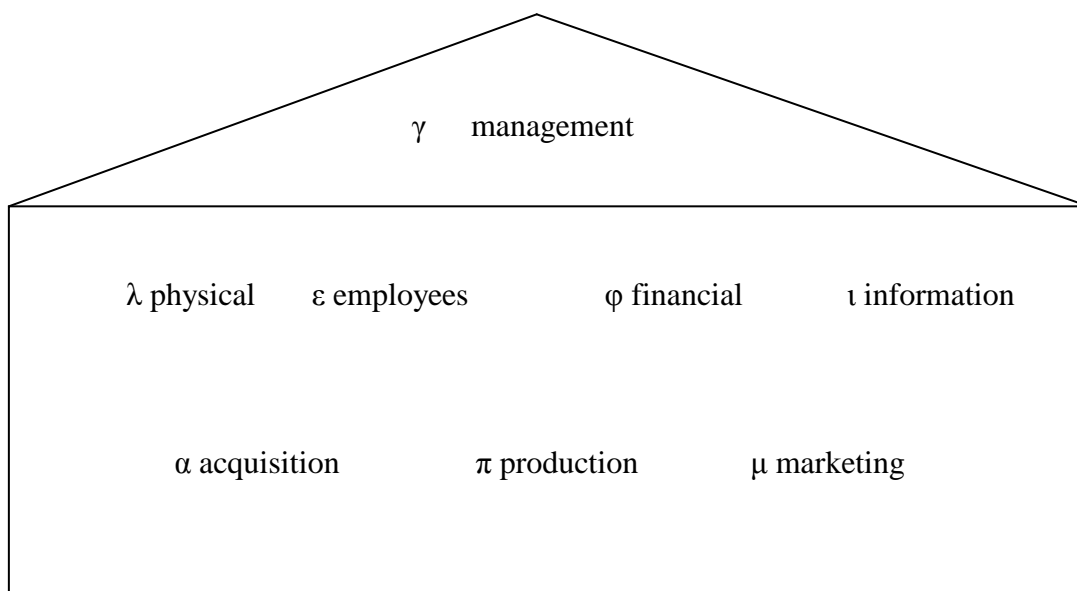 γ management
λ physical ε employees φ financial ι information
α acquisition π production μ marketing